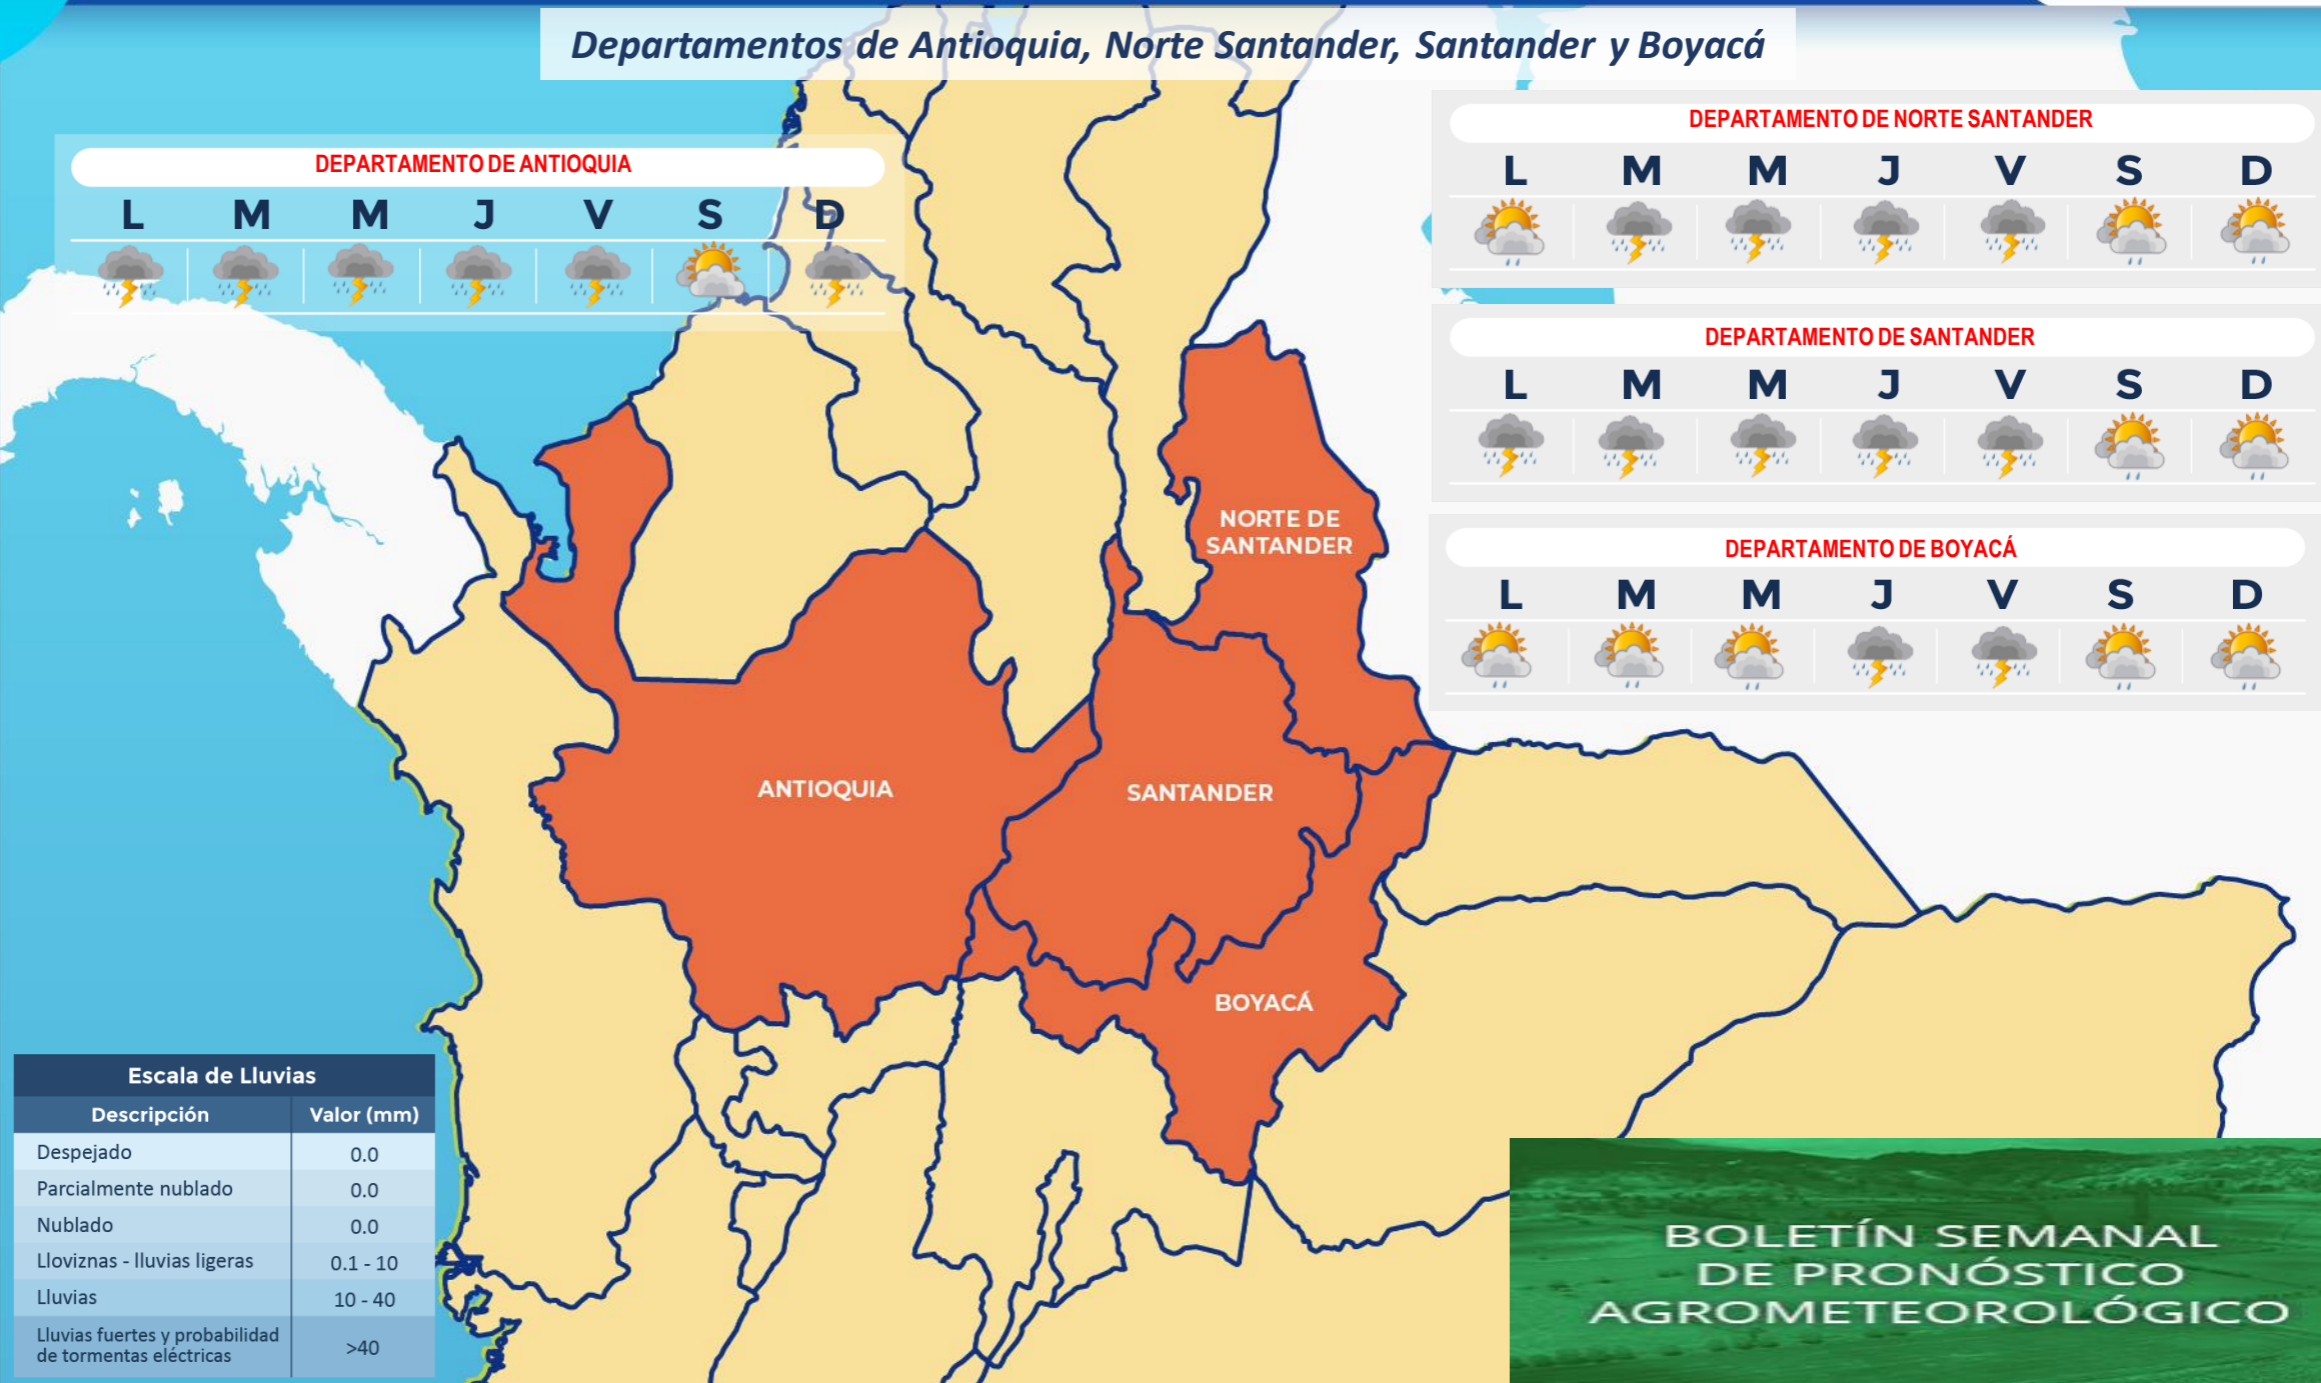 Departamentos de Antioquia, Norte Santander, Santander y Boyacá
DEPARTAMENTO DE ANTIOQUIA
L M M J V S D
DEPARTAMENTO DE NORTE SANTANDER
L M M J V S D
DEPARTAMENTO DE SANTANDER
L M M J V S D
DEPARTAMENTO DE BOYACÁ
L M M J V S D
NORTE DE
SANTANDER
ANTIOQUIA
SANTANDER
BOYACÁ
Escala de Lluvias
Descripción Valor (mm)
Despejado 0.0
Parcialmente nublado 0.0
Nublado 0.0
Lloviznas - lluvias ligeras 0.1 - 10
Lluvias 10 - 40
Lluvias fuertes y probabilidad
de tormentas eléctricas >40
BOLETÍN SEMANAL
DE PRONÓSTICO
AGROMETEOROLÓGICO